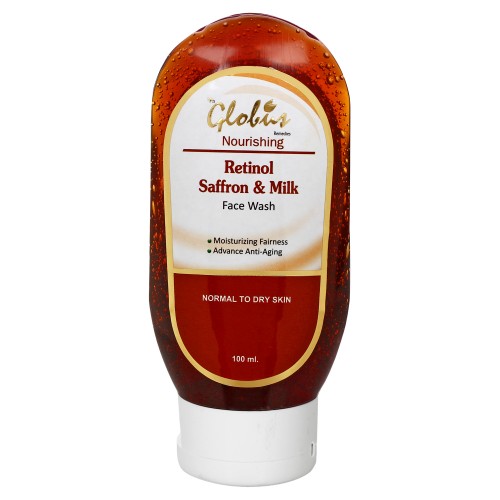 TM
Globus
Remedies
Nourishing
Retinol
Saffron & Milk
Face Wash
Moisturizing Fairness
Advance Anti-Aging
NORMAL TO DRY SKIN
100 ml.